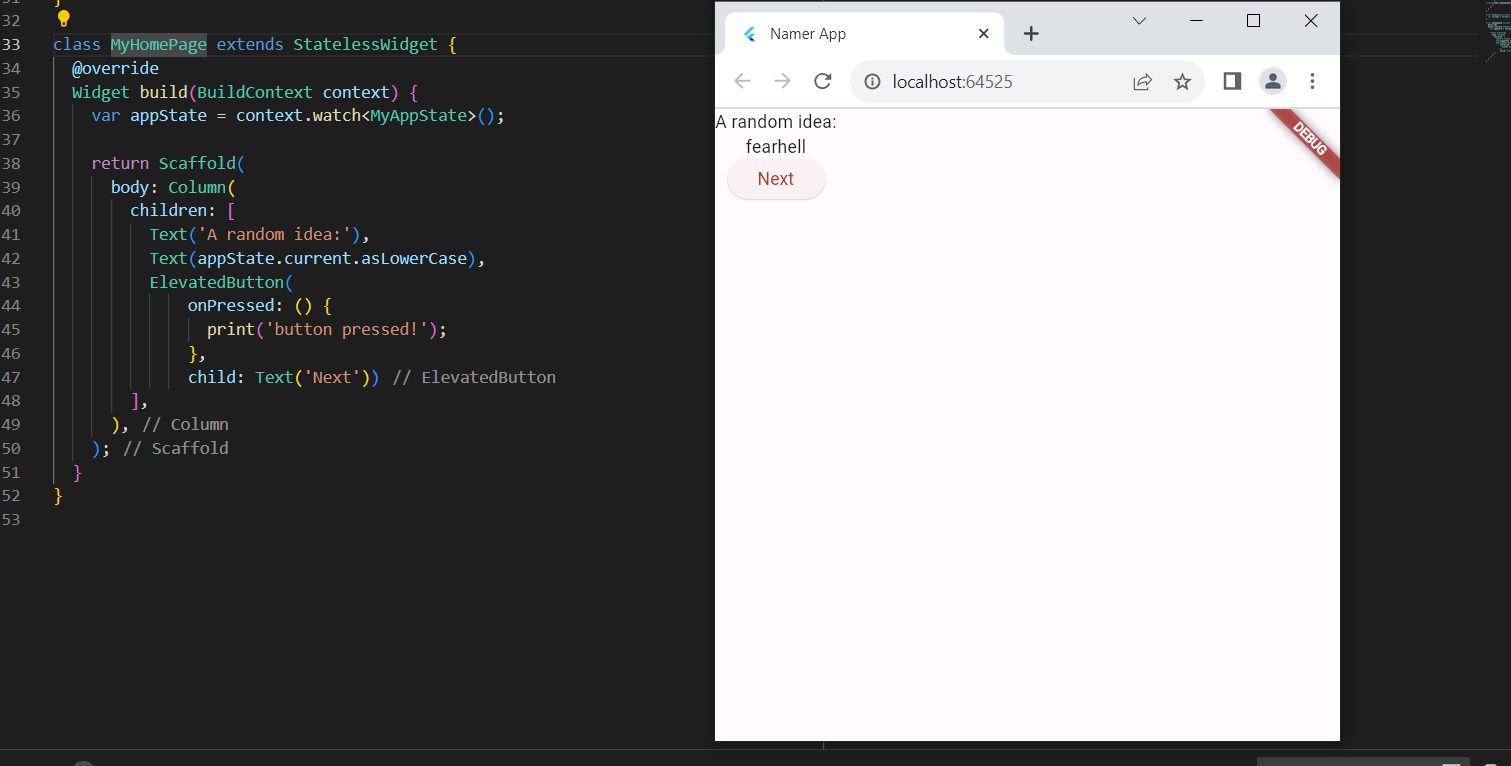 31 }
32
33 class MyHomePage extends StatelessWidget {
34 @override
35 Widget build(BuildContext context) {
36 var appState = context.watch<MyAppState>();
37
38 return Scaffold(
39 body: Column(
40 children: [
41 Text('A random idea:'),
42 Text(appState.current.asLowerCase),
43 ElevatedButton(
44 onPressed: () {
45 print('button pressed!');
46 },
47 child: Text('Next')) // ElevatedButton
48 ],
49 ), // Column
50 ); // Scaffold
51 }
52 }
53
Namer App
localhost:64525
A random idea:
fearhell
Next
DEBUG